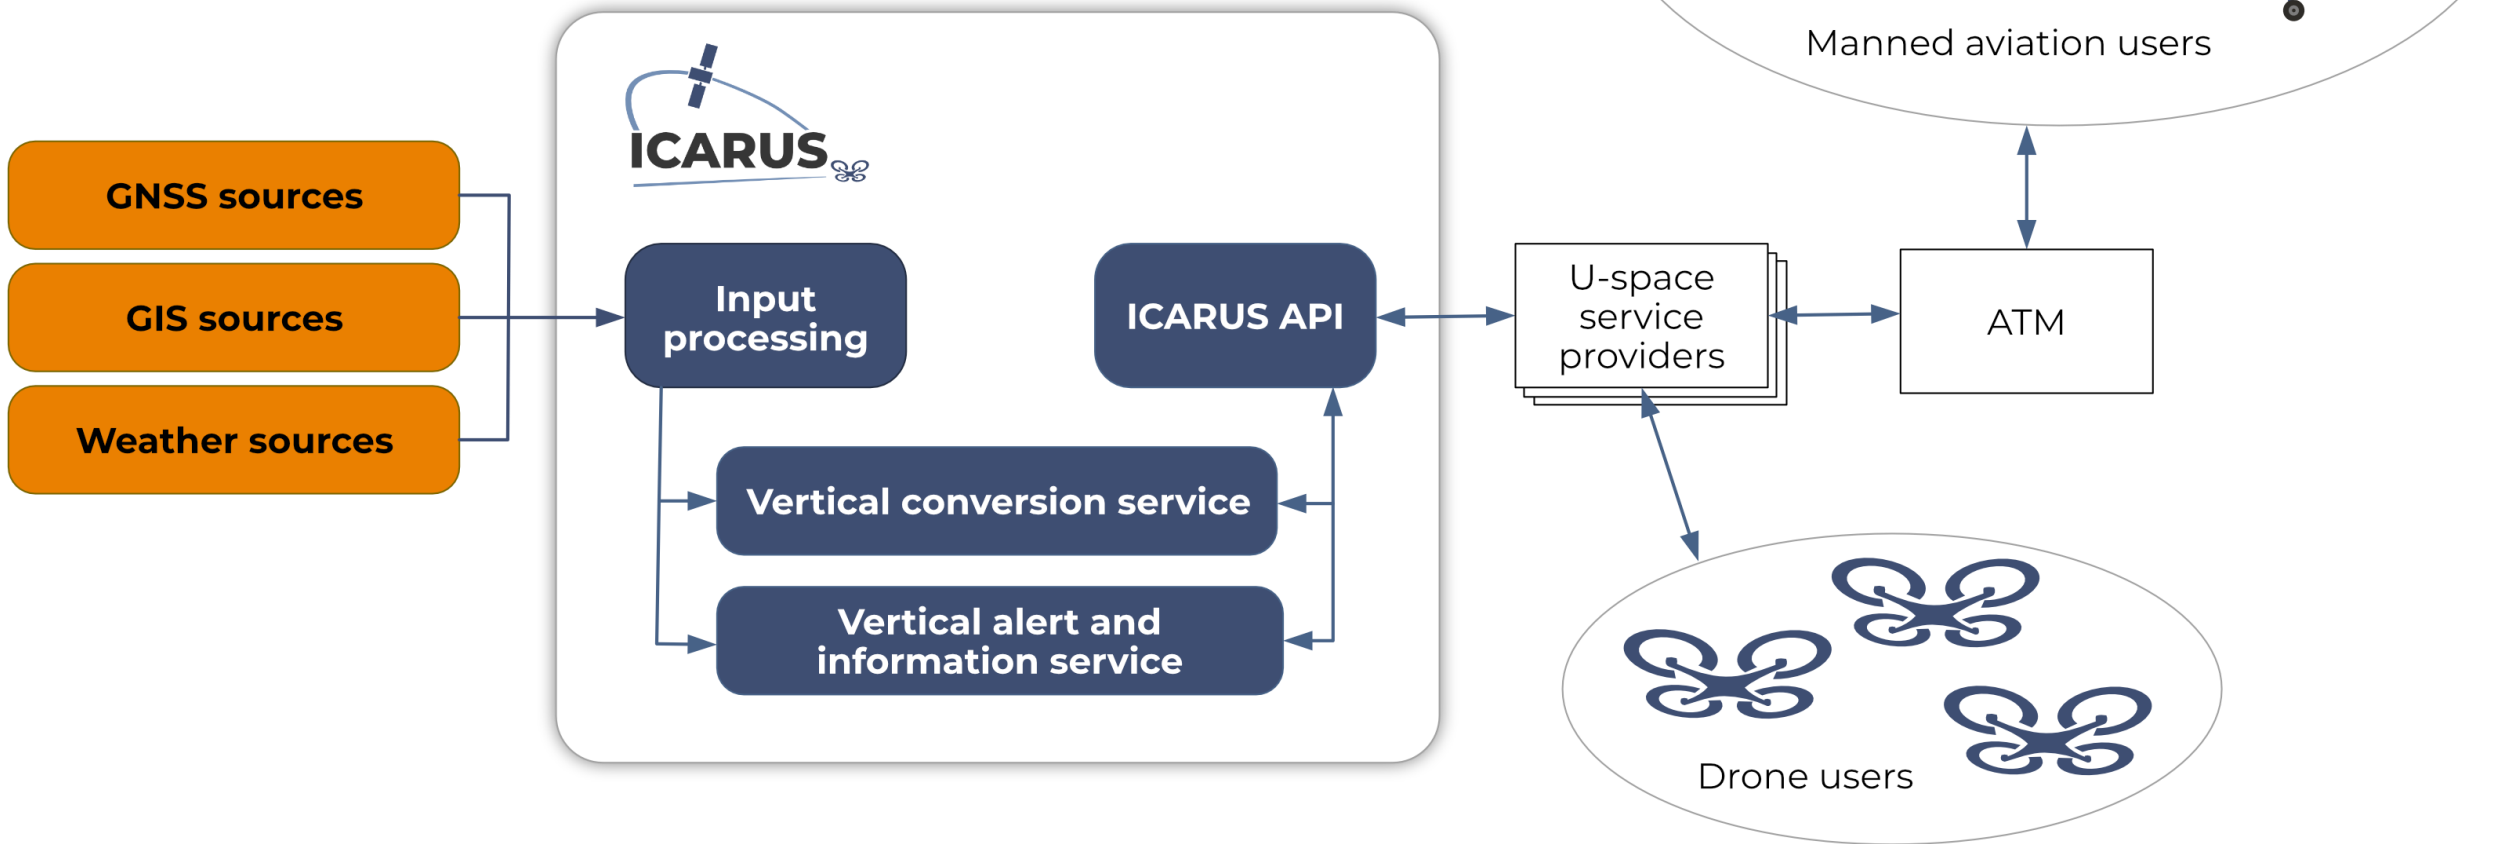 GNSS sources
GIS sources
Weather sources
ICARUS
Input
processing
ICARUS API
Vertical conversion service
Vertical alert and
information service
U-space
service
providers
ATM
Manned aviation users
Drone users